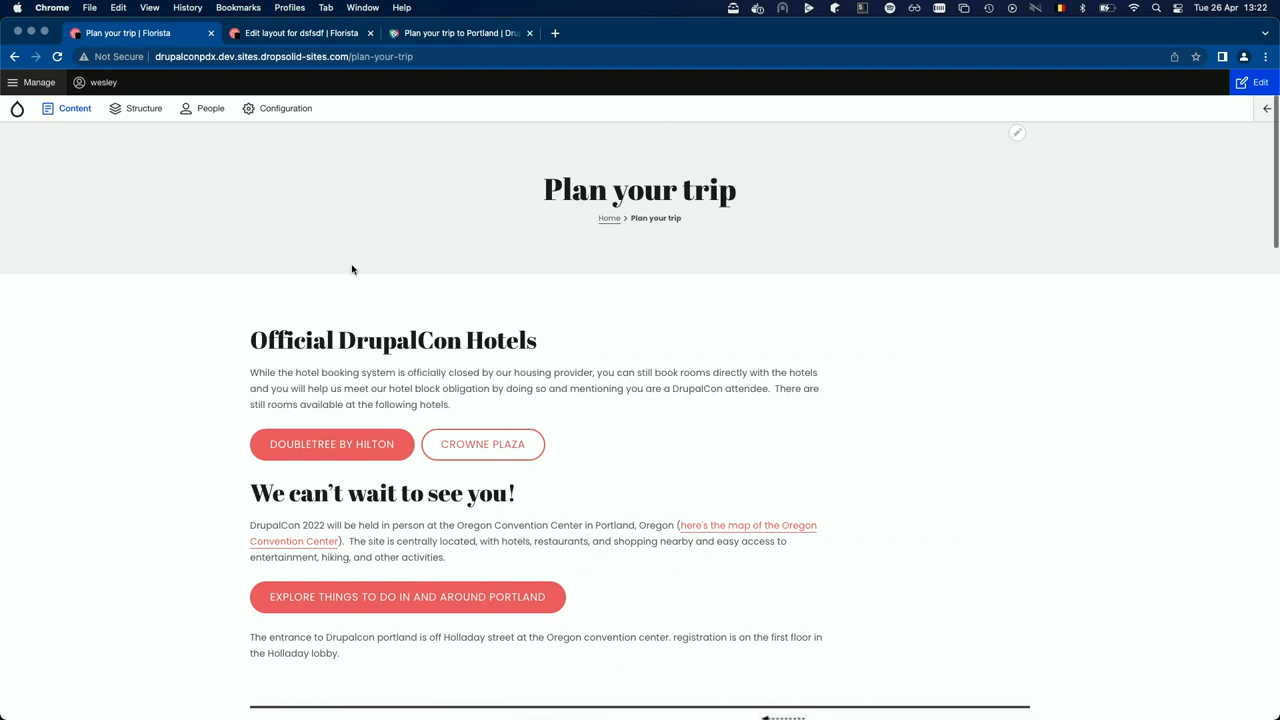 Chrome File Edit View History Bookmarks Profiles Tab Window Help Tue 26 Apr 13:22
Plan your trip | Florista Edit layout for dsfsdf | Florista Plan your trip to Portland | Dru
Not Secure drupalconpdx.dev.sites.dropsolid-sites.com/plan-your-trip
Manage wesley Edit
Content Structure People Configuration
Plan your trip
Home > Plan your trip
Official DrupalCon Hotels
While the hotel booking system is officially closed by our housing provider, you can still book rooms directly with the hotels
and you will help us meet our hotel block obligation by doing so and mentioning you are a DrupalCon attendee. There are
still rooms available at the following hotels.
DOUBLETREE BY HILTON CROWNE PLAZA
We can't wait to see you!
DrupalCon 2022 will be held in person at the Oregon Convention Center in Portland, Oregon (here's the map of the Oregon
Convention Center). The site is centrally located, with hotels, restaurants, and shopping nearby and easy access to
entertainment, hiking, and other activities.
EXPLORE THINGS TO DO IN AND AROUND PORTLAND
The entrance to Drupalcon portland is off Holladay street at the Oregon convention center. registration is on the first floor in
the Holladay lobby.